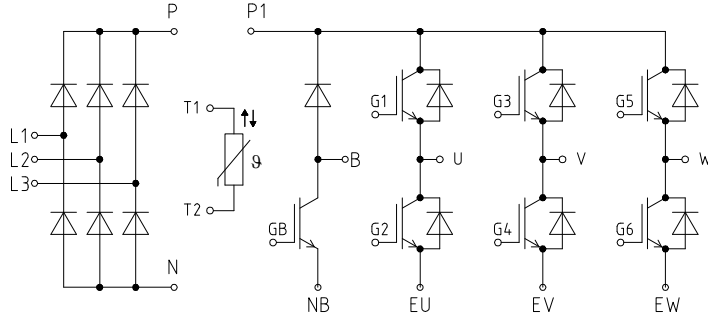 P P1
T1 G1 G3 G5
L1
L2 ϑ B U V W
L3
T2 GB G2 G4 G6
N
NB EU EV EW